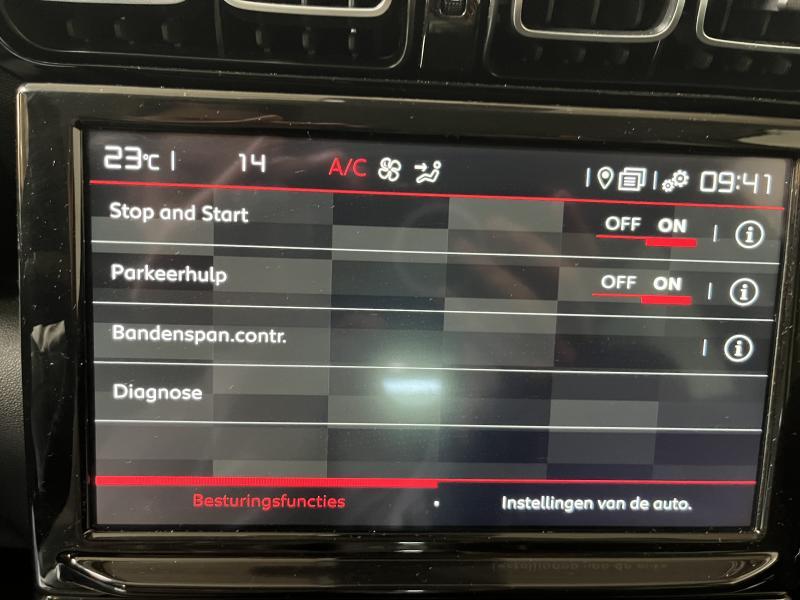 23°C 14 A/C 09:41
Stop and Start OFF ON
Parkeerhulp OFF ON
Bandenspan.contr.
Diagnose
Besturingsfuncties Instellingen van de auto.